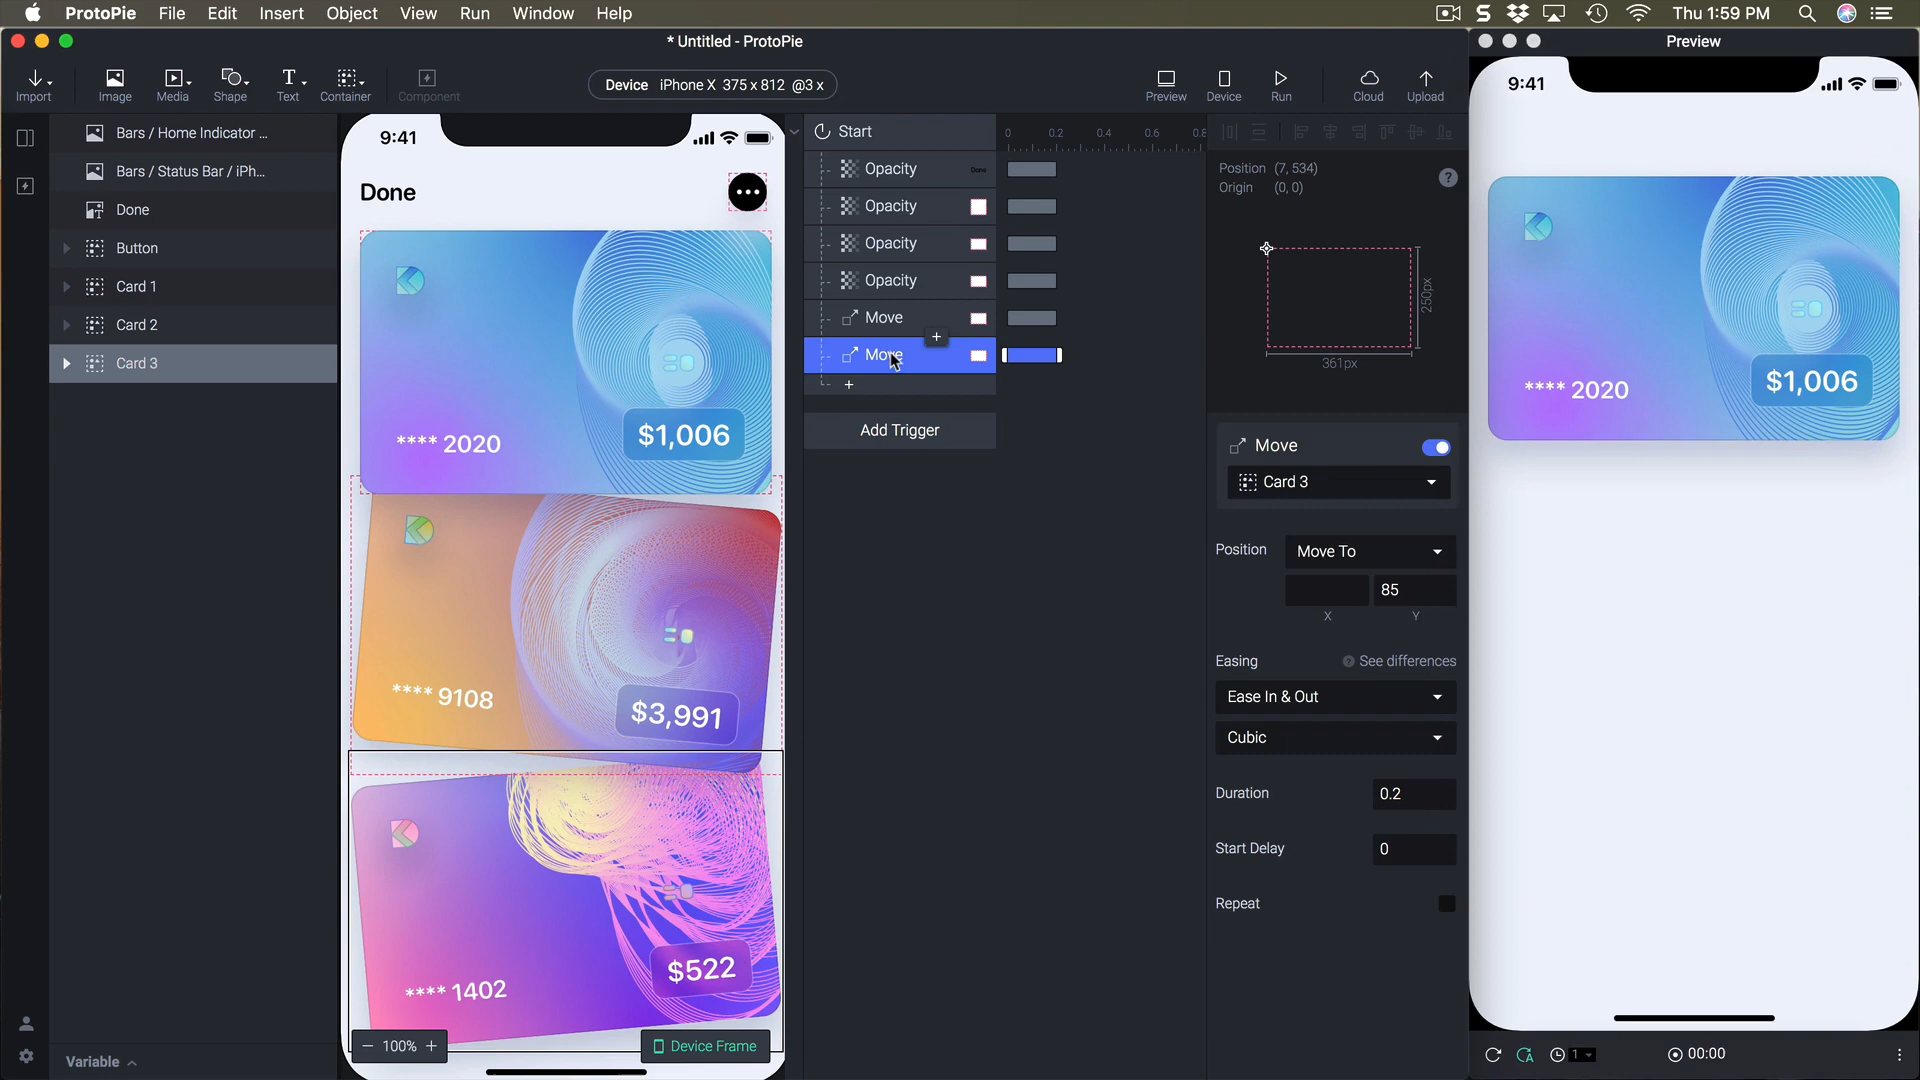 ProtoPie File Edit Insert Object View Run Window Help
Thu 1:59 PM
* Untitled - ProtoPie
Preview
Import
Image
Media
Shape
Text
Container
Component
Device iPhone X 375 x 812 @3 x
Preview
Device
Run
Cloud
Upload
Bars / Home Indicator ...
Bars / Status Bar / iPh...
Done
Button
Card 1
Card 2
Card 3
Variable
9:41
Done
**** 2020
$1,006
**** 9108
$3,991
**** 1402
$522
100%
Device Frame
Start
0 0.2 0.4 0.6 0.8
Opacity Done
Opacity
Opacity
Opacity
Move
Move
+
Add Trigger
Position (7, 534)
Origin (0, 0)
?
250px
361px
Move
Card 3
Position Move To
85
X Y
Easing ? See differences
Ease In & Out
Cubic
Duration 0.2
Start Delay 0
Repeat
9:41
**** 2020
$1,006
1
00:00